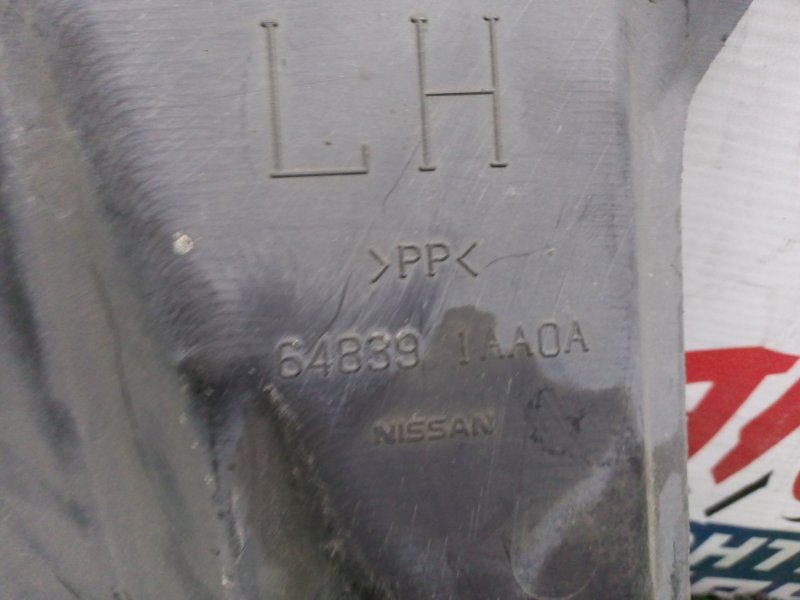 LH
>PP<
64839 1AA0A
NISSAN